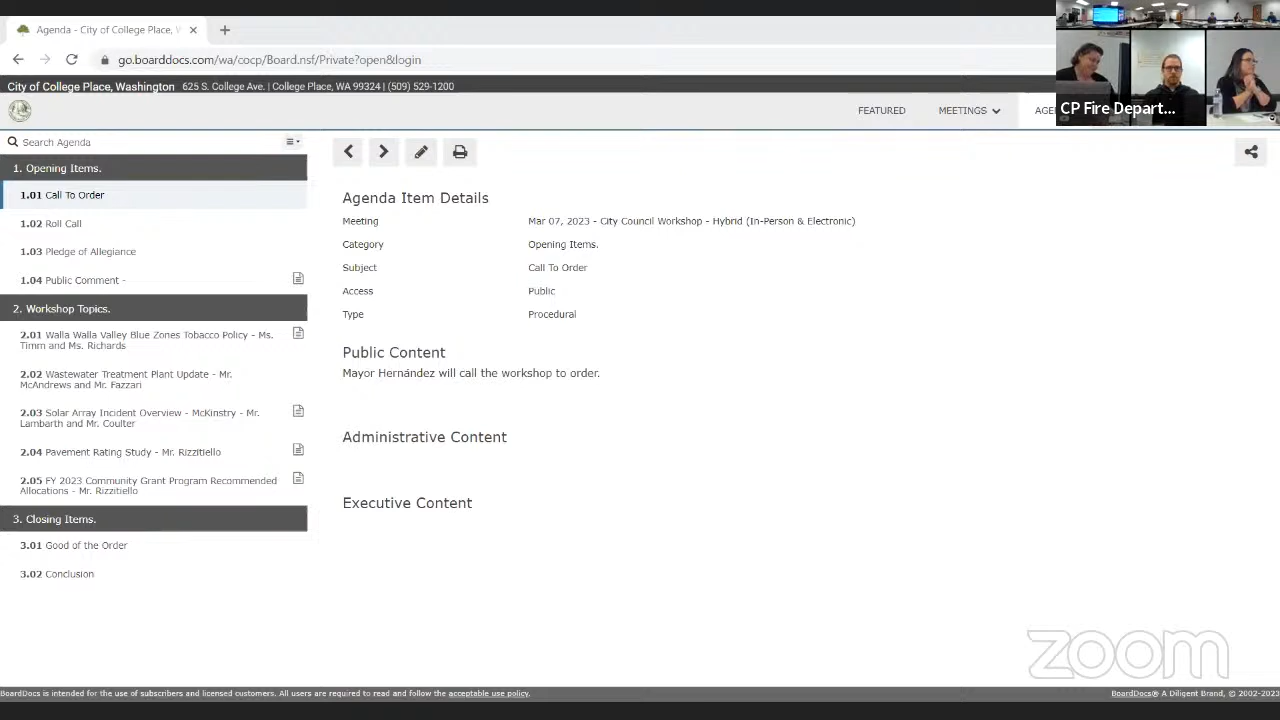 Agenda - City of College Place, V
go.boarddocs.com/wa/cocp/Board.nsf/Private?open&login
City of College Place, Washington 625 S. College Ave. | College Place, WA 99324 | (509) 529-1200
FEATURED MEETINGS AGE
CP Fire Depart...
Search Agenda
1. Opening Items.
1.01 Call To Order
1.02 Roll Call
1.03 Pledge of Allegiance
1.04 Public Comment -
2. Workshop Topics.
2.01 Walla Walla Valley Blue Zones Tobacco Policy - Ms.
Timm and Ms. Richards
2.02 Wastewater Treatment Plant Update - Mr.
McAndrews and Mr. Fazzari
2.03 Solar Array Incident Overview - McKinstry - Mr.
Lambarth and Mr. Coulter
2.04 Pavement Rating Study - Mr. Rizzitiello
2.05 FY 2023 Community Grant Program Recommended
Allocations - Mr. Rizzitiello
3. Closing Items.
3.01 Good of the Order
3.02 Conclusion
Agenda Item Details
Meeting Mar 07, 2023 - City Council Workshop - Hybrid (In-Person & Electronic)
Category Opening Items.
Subject Call To Order
Access Public
Type Procedural
Public Content
Mayor Hernández will call the workshop to order.
Administrative Content
Executive Content
zoom
BoardDocs is intended for the use of subscribers and licensed customers. All users are required to read and follow the acceptable use policy.
BoardDocs® A Diligent Brand, © 2002-2023